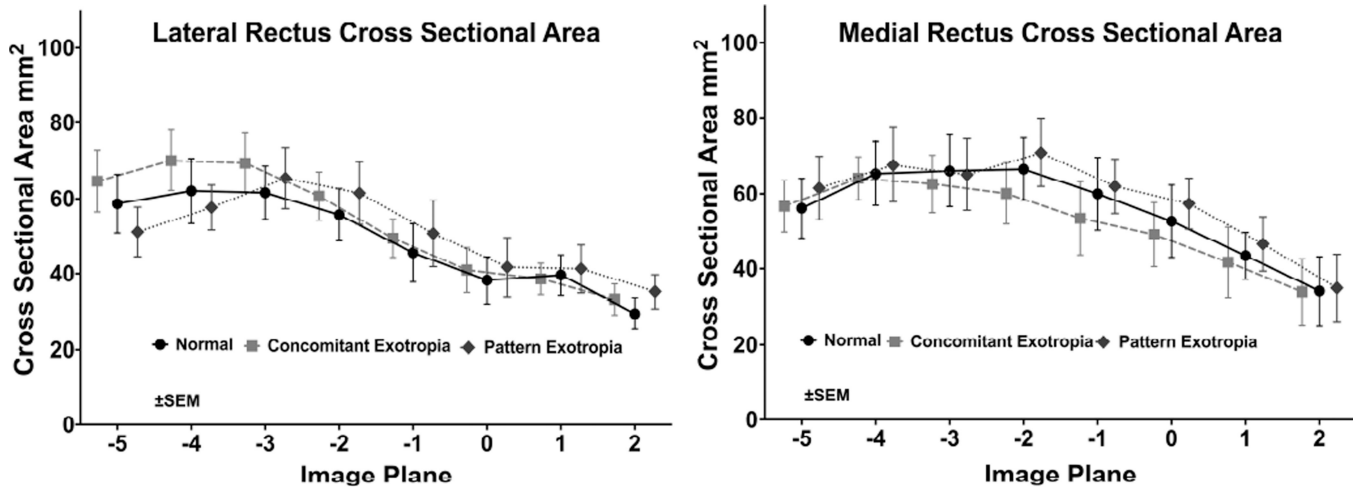 Lateral Rectus Cross Sectional Area
Cross Sectional Area mm²
100
80
60
40
20
0
Normal Concomitant Exotropia Pattern Exotropia
±SEM
-5 -4 -3 -2 -1 0 1 2
Image Plane
Medial Rectus Cross Sectional Area
Cross Sectional Area mm²
100
80
60
40
20
0
Normal Concomitant Exotropia Pattern Exotropia
±SEM
-5 -4 -3 -2 -1 0 1 2
Image Plane